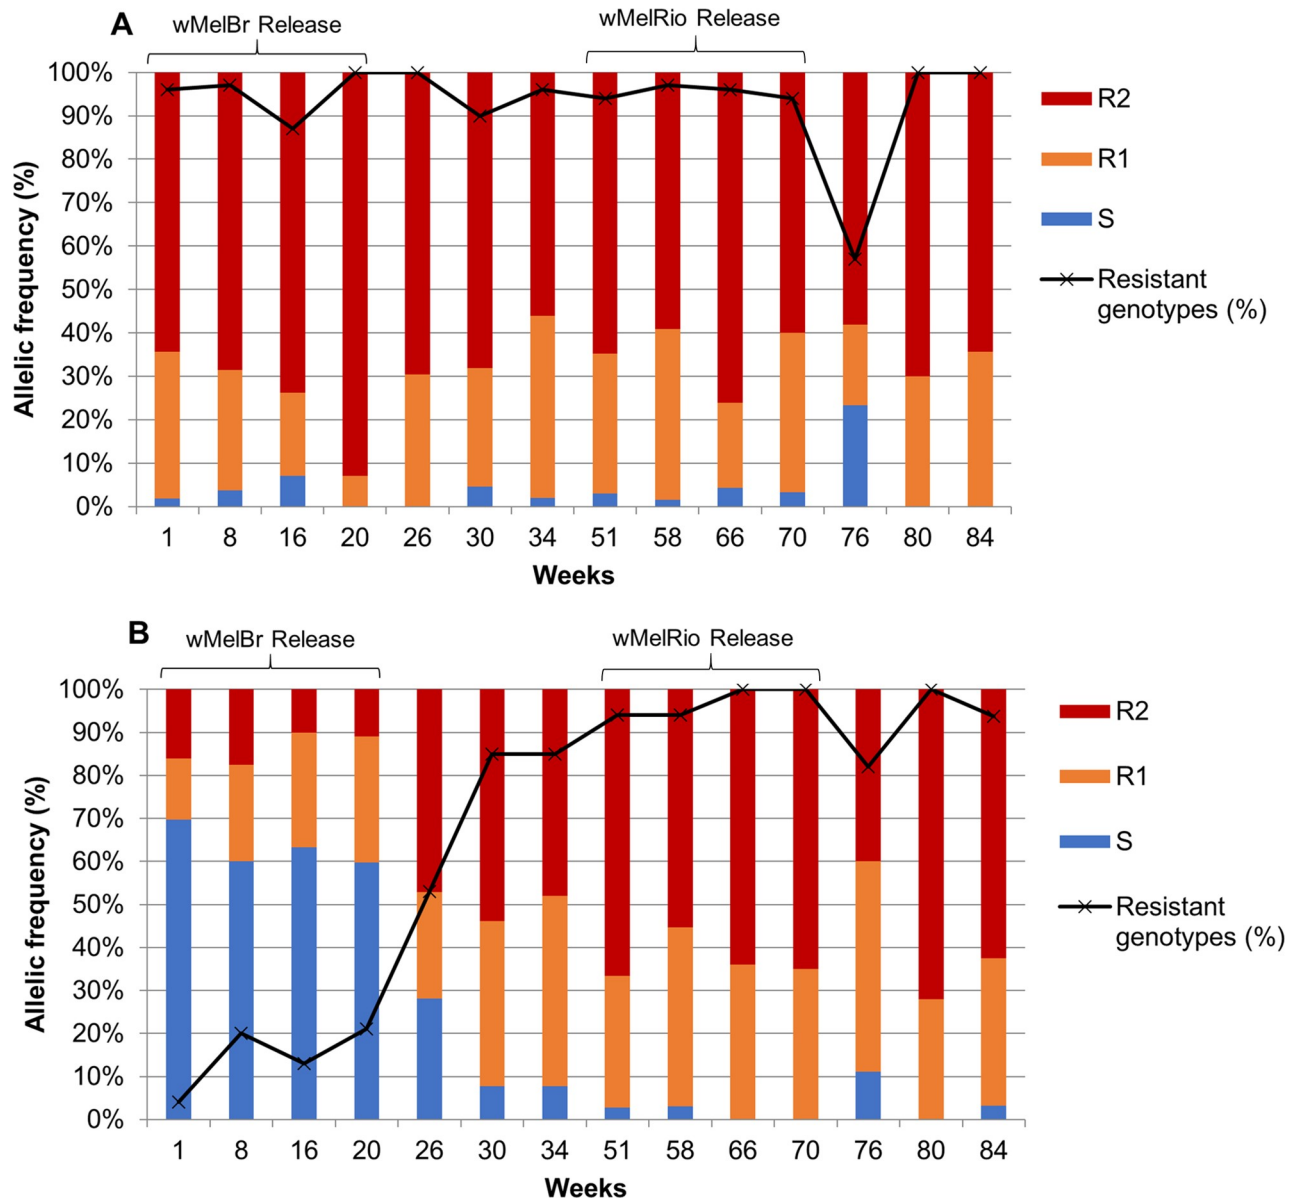 A
wMelBr Release
wMelRio Release
100%
90%
80%
70%
60%
50%
40%
30%
20%
10%
0%
Allelic frequency (%)
1 8 16 20 26 30 34 51 58 66 70 76 80 84
Weeks
R2
R1
S
Resistant
genotypes (%)
B
wMelBr Release
wMelRio Release
100%
90%
80%
70%
60%
50%
40%
30%
20%
10%
0%
Allelic frequency (%)
1 8 16 20 26 30 34 51 58 66 70 76 80 84
Weeks
R2
R1
S
Resistant
genotypes (%)